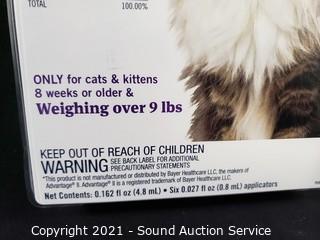 TOTAL 100.00%
ONLY for cats & kittens
8 weeks or older &
Weighing over 9 lbs
KEEP OUT OF REACH OF CHILDREN
WARNING SEE BACK LABEL FOR ADDITIONAL
PRECAUTIONARY STATEMENTS
*This product is not manufactured or distributed by Bayer Healthcare LLC, the makers of
Advantage® II. Advantage® II is a registered trademark of Bayer Healthcare LLC.
Net Contents: 0.162 fl oz (4.8 mL) • Six 0.027 fl oz (0.8 mL) applicators
Copyright 2021 - Sound Auction Service